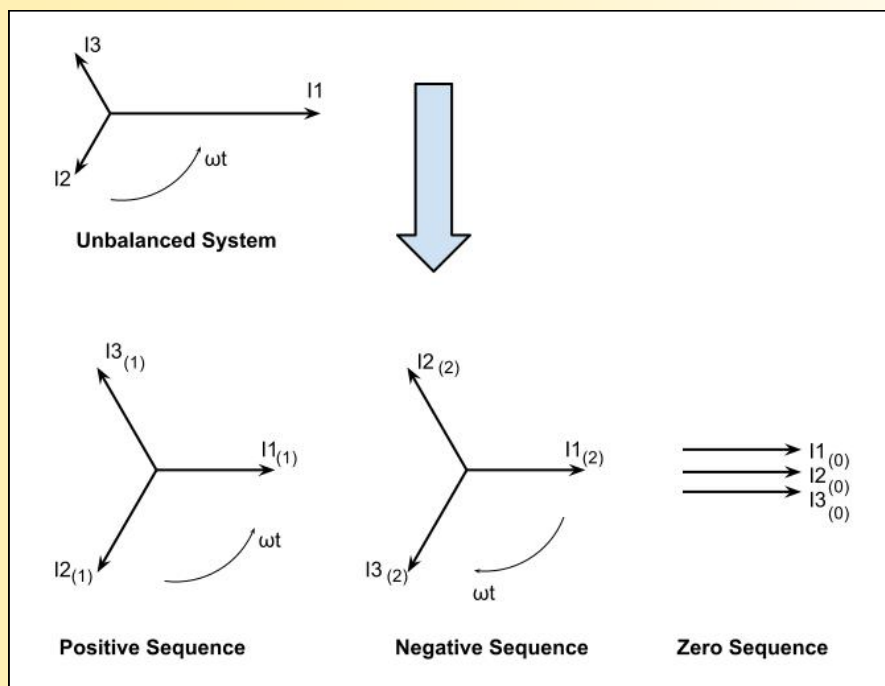 I3
I1
I2
ωt
Unbalanced System
I3(1)
I1(1)
I2(1)
ωt
Positive Sequence
I2(2)
I1(2)
I3(2)
ωt
Negative Sequence
I1(0)
I2(0)
I3(0)
Zero Sequence